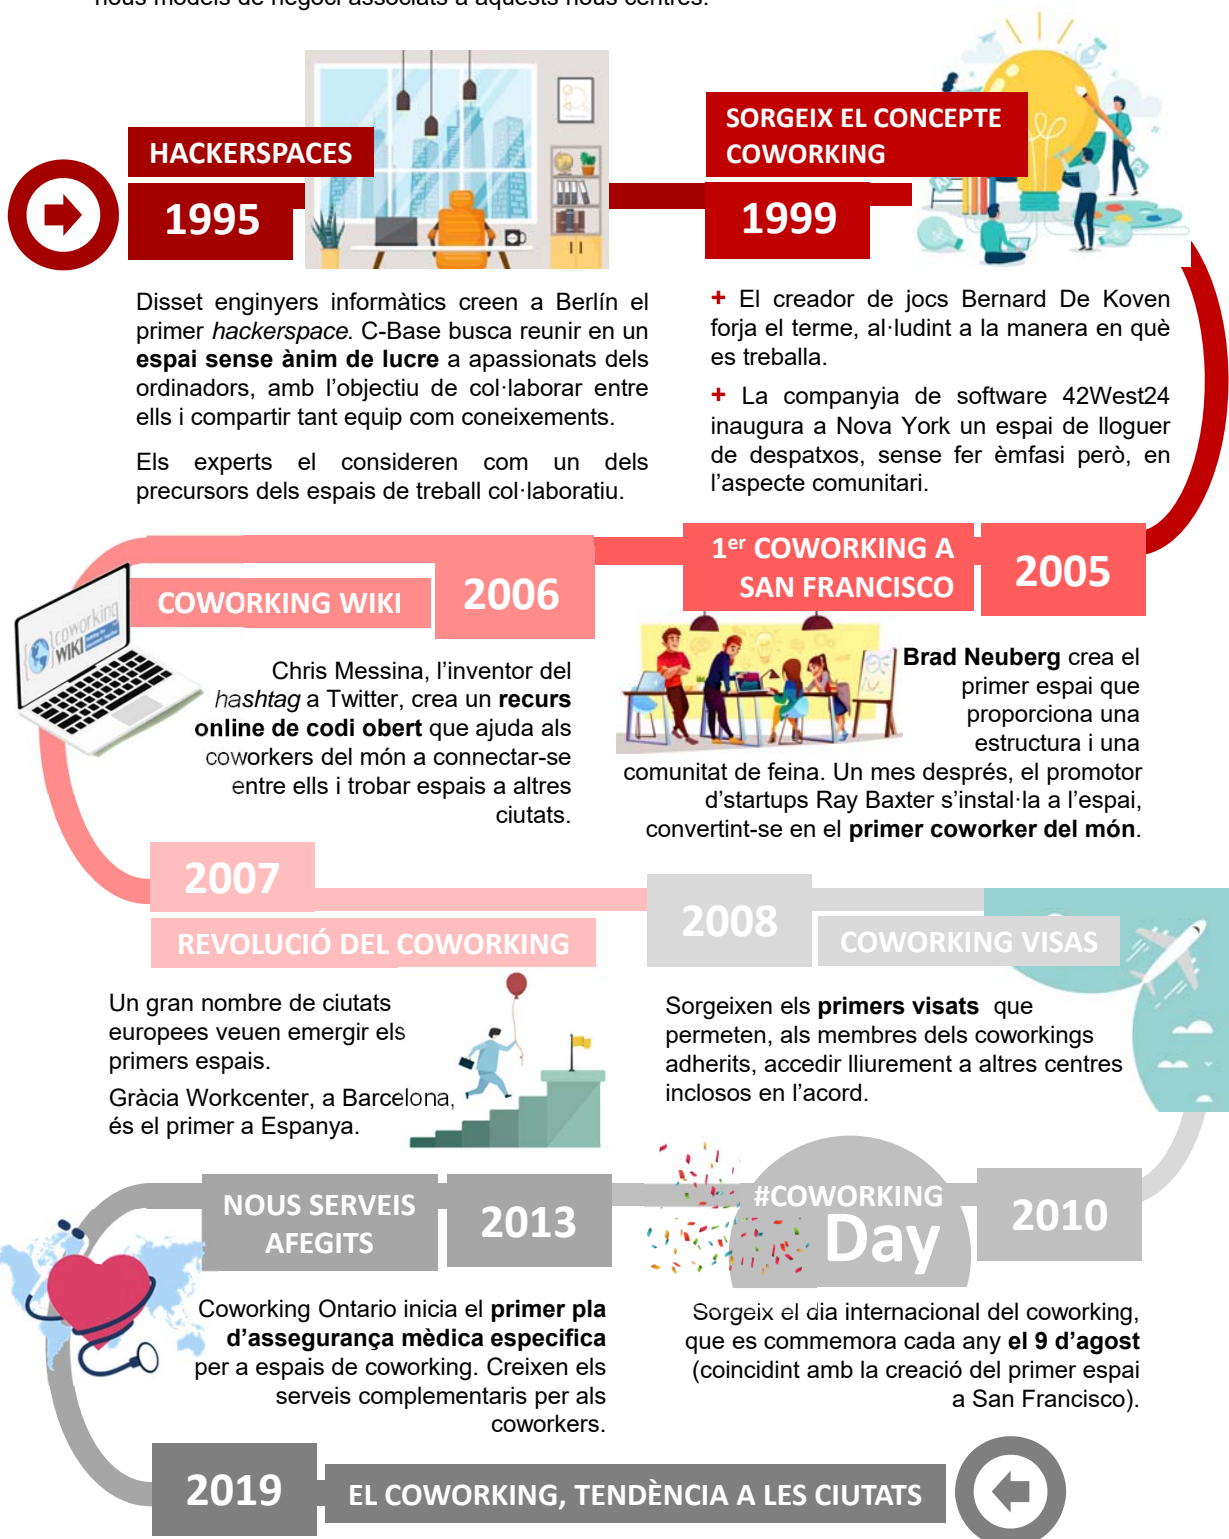 nous models de negoci associats a aquests nous centres.
HACKERSPACES
1995
Disset enginyers informàtics creen a Berlín el
primer hackerspace. C-Base busca reunir en un
espai sense ànim de lucre a apassionats dels
ordinadors, amb l’objectiu de col·laborar entre
ells i compartir tant equip com coneixements.
Els experts el consideren com un dels
precursors dels espais de treball col·laboratiu.
SORGEIX EL CONCEPTE
COWORKING
1999
+ El creador de jocs Bernard De Koven
forja el terme, al·ludint a la manera en què
es treballa.
+ La companyia de software 42West24
inaugura a Nova York un espai de lloguer
de despatxos, sense fer èmfasi però, en
l’aspecte comunitari.
1er COWORKING A
SAN FRANCISCO
2005
Brad Neuberg crea el
primer espai que
proporciona una
estructura i una
comunitat de feina. Un mes després, el promotor
d’startups Ray Baxter s’instal·la a l’espai,
convertint-se en el primer coworker del món.
COWORKING WIKI
2006
coworking
WIKI
Chris Messina, l’inventor del
hashtag a Twitter, crea un recurs
online de codi obert que ajuda als
coworkers del món a connectar-se
entre ells i trobar espais a altres
ciutats.
2007
REVOLUCIÓ DEL COWORKING
Un gran nombre de ciutats
europees veuen emergir els
primers espais.
Gràcia Workcenter, a Barcelona,
és el primer a Espanya.
2008
COWORKING VISAS
Sorgeixen els primers visats que
permeten, als membres dels coworkings
adherits, accedir lliurement a altres centres
inclosos en l’acord.
#COWORKING
Day
2010
Sorgeix el dia internacional del coworking,
que es commemora cada any el 9 d’agost
(coincidint amb la creació del primer espai
a San Francisco).
NOUS SERVEIS
AFEGITS
2013
Coworking Ontario inicia el primer pla
d’assegurança mèdica especifica
per a espais de coworking. Creixen els
serveis complementaris per als
coworkers.
2019
EL COWORKING, TENDÈNCIA A LES CIUTATS